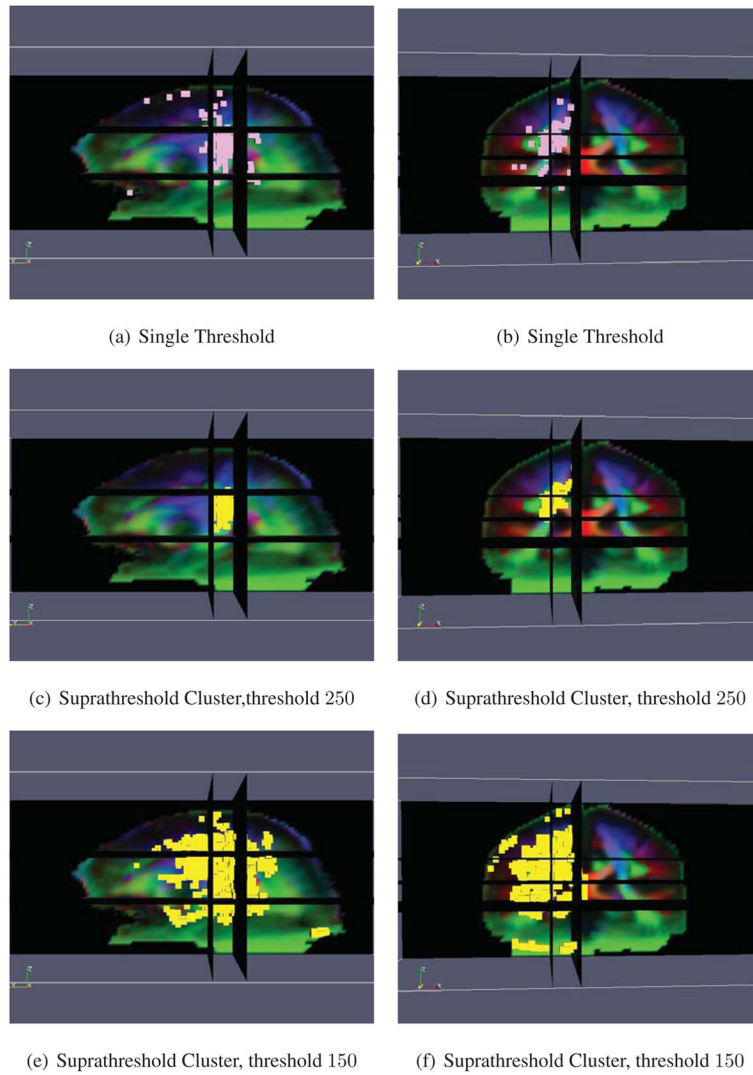 (a) Single Threshold
(b) Single Threshold
(c) Suprathreshold Cluster,threshold 250
(d) Suprathreshold Cluster, threshold 250
(e) Suprathreshold Cluster, threshold 150
(f) Suprathreshold Cluster, threshold 150